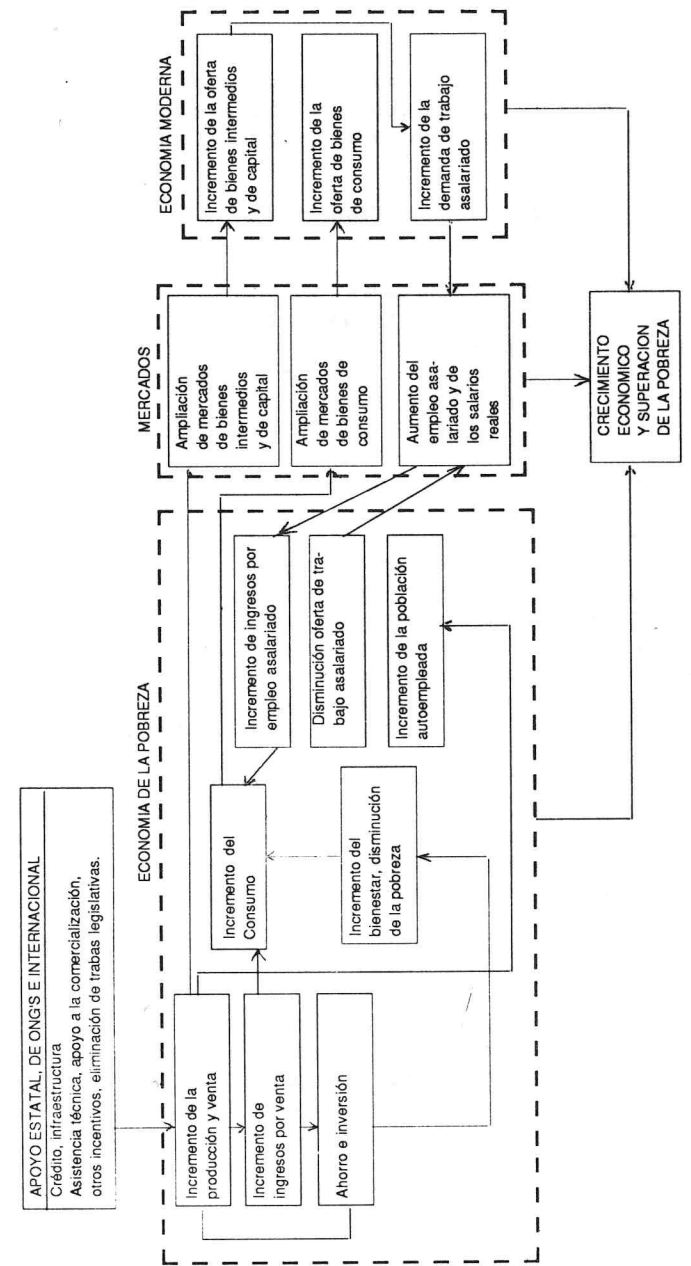 APOYO ESTATAL, DE ONG'S E INTERNACIONAL
Crédito, infraestructura
Asistencia técnica, apoyo a la comercialización,
otros incentivos, eliminación de trabas legislativas.
ECONOMIA DE LA POBREZA
Incremento de la
producción y venta
Incremento de
ingresos por venta
Ahorro e inversión
Incremento del
Consumo
Incremento del
bienestar, disminución
de la pobreza
Incremento de ingresos por
empleo asalariado
Disminución oferta de tra-
bajo asalariado
Incremento de la población
autoempleada
MERCADOS
Ampliación
de mercados
de bienes
intermedios
y de capital
Ampliación
de mercados
de bienes de
consumo
Aumento del
empleo asa-
lariado y de
los salarios
reales
ECONOMIA MODERNA
Incremento de la oferta
de bienes intermedios
y de capital
Incremento de la
oferta de bienes
de consumo
Incremento de la
demanda de trabajo
asalariado
CRECIMIENTO
ECONOMICO
Y SUPERACION
DE LA POBREZA